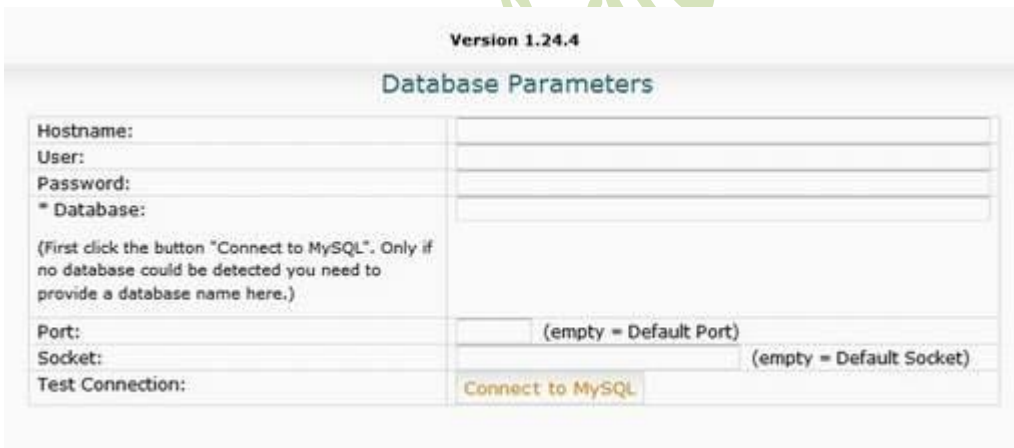 Version 1.24.4
Database Parameters
Hostname:
User:
Password:
* Database:
(First click the button "Connect to MySQL". Only if
no database could be detected you need to
provide a database name here.)
Port: (empty = Default Port)
Socket: (empty = Default Socket)
Test Connection: Connect to MySQL